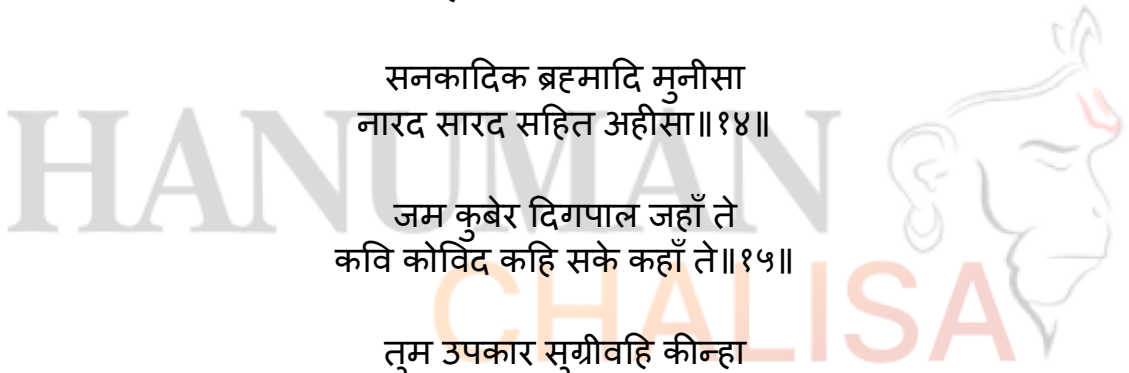 सनकादिक ब्रह्मादि मुनीसा
नारद सारद सहित अहीसा॥१४॥
HANUMAN
जम कुबेर दिगपाल जहाँ ते
कवि कोविद कहि सके कहाँ ते॥१५॥
CHALISA
तुम उपकार सुग्रीवहि कीन्हा